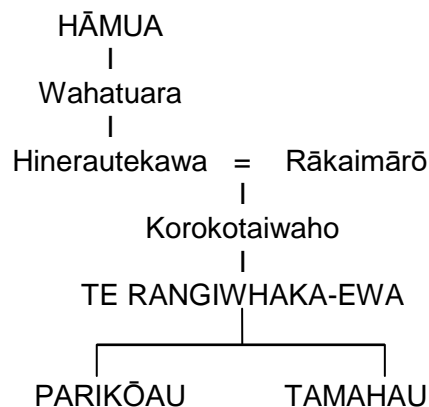 HĀMUA
Wahatuara
Hinerautekawa = Rākaimārō
Korokotaiwaho
TE RANGIWHAKA-EWA
PARIKŌAU TAMAHAU